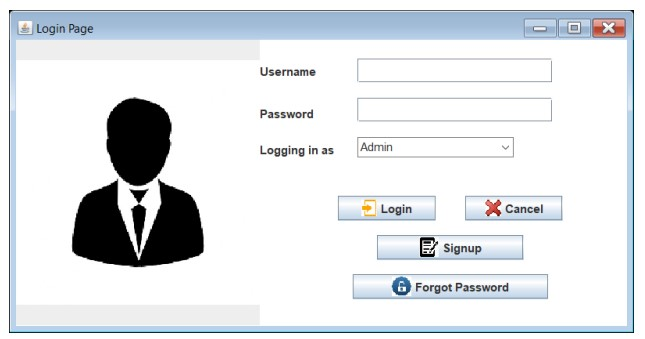 Login Page
Username
Password
Logging in as Admin
Login Cancel
Signup
Forgot Password